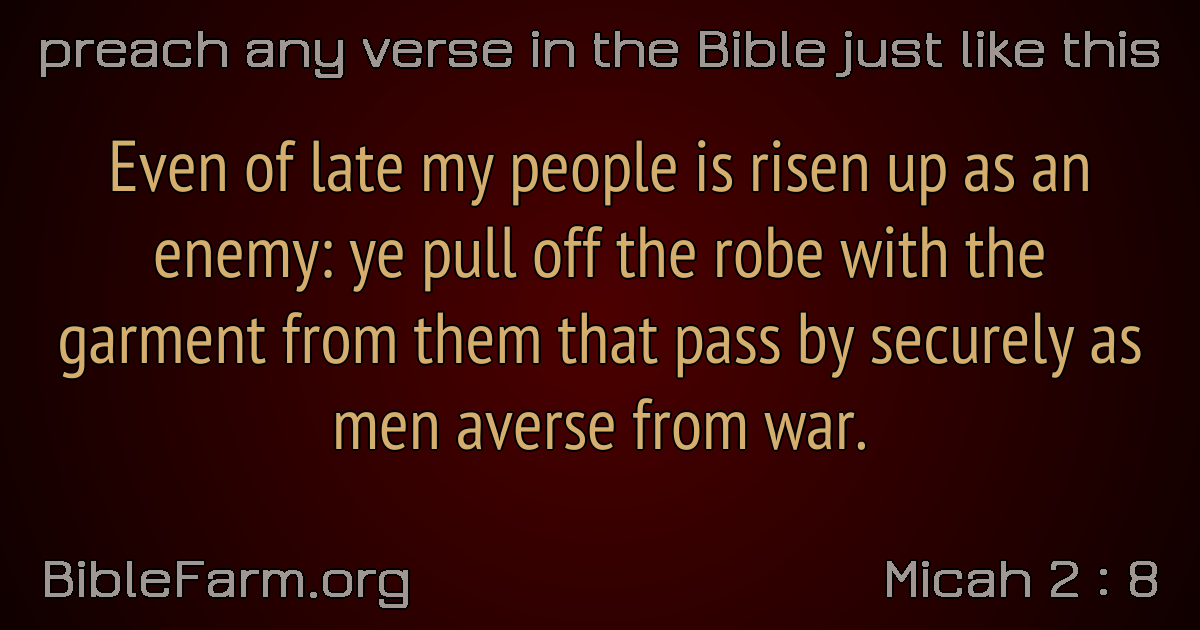 preach any verse in the Bible just like this
Even of late my people is risen up as an
enemy: ye pull off the robe with the
garment from them that pass by securely as
men averse from war.
BibleFarm.org
Micah 2 : 8